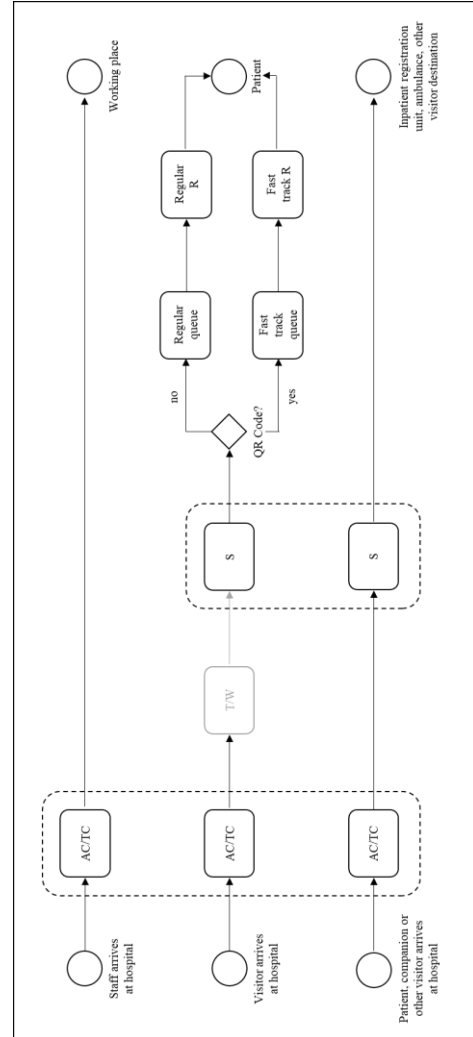 Staff arrives
at hospital
AC/TC
Working place
Visitor arrives
at hospital
AC/TC
T/W
S
QR Code?
no
yes
Regular
queue
Regular
R
Fast
track
queue
Fast
track R
Patient
Patient, companion or
other visitor arrives
at hospital
AC/TC
S
Inpatient registration
unit, ambulance, other
visitor destination